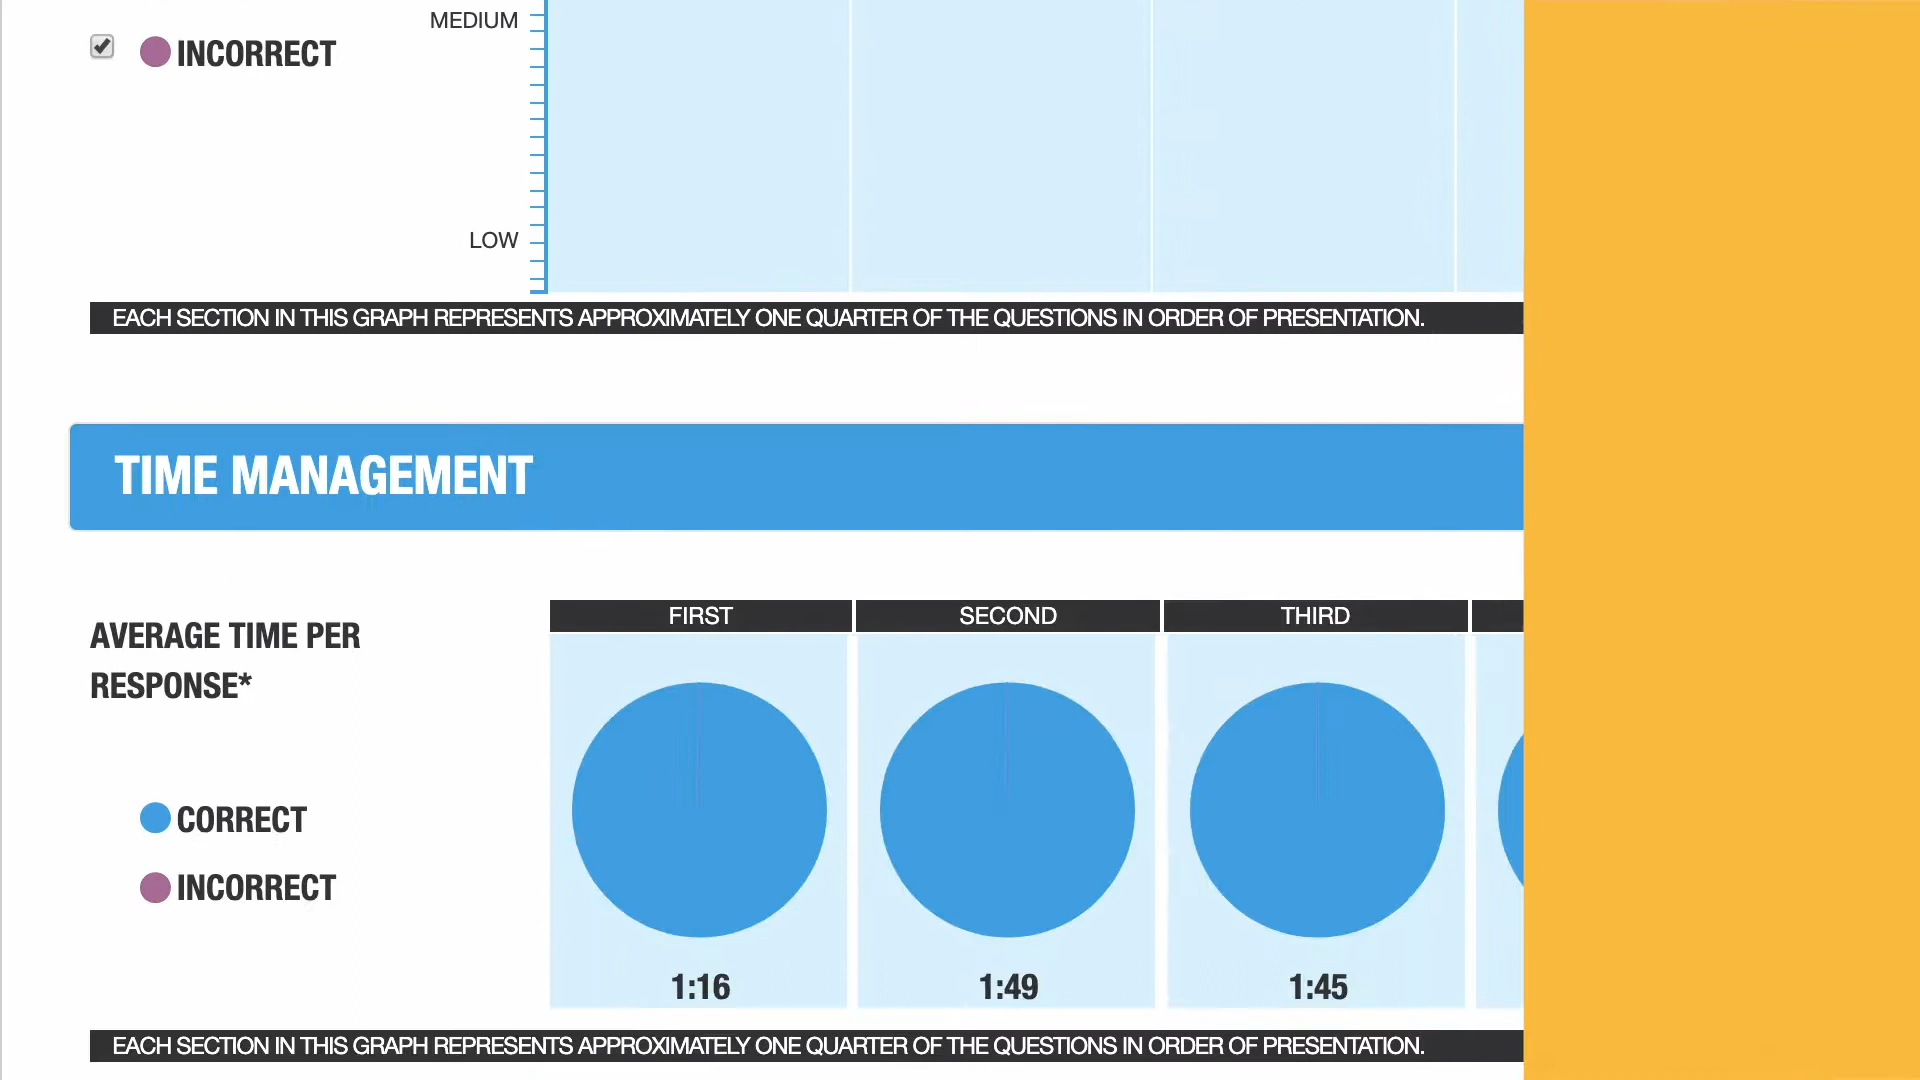 MEDIUM
INCORRECT
LOW
EACH SECTION IN THIS GRAPH REPRESENTS APPROXIMATELY ONE QUARTER OF THE QUESTIONS IN ORDER OF PRESENTATION.
TIME MANAGEMENT
FIRST SECOND THIRD
AVERAGE TIME PER
RESPONSE*
CORRECT
INCORRECT
1:16 1:49 1:45
EACH SECTION IN THIS GRAPH REPRESENTS APPROXIMATELY ONE QUARTER OF THE QUESTIONS IN ORDER OF PRESENTATION.